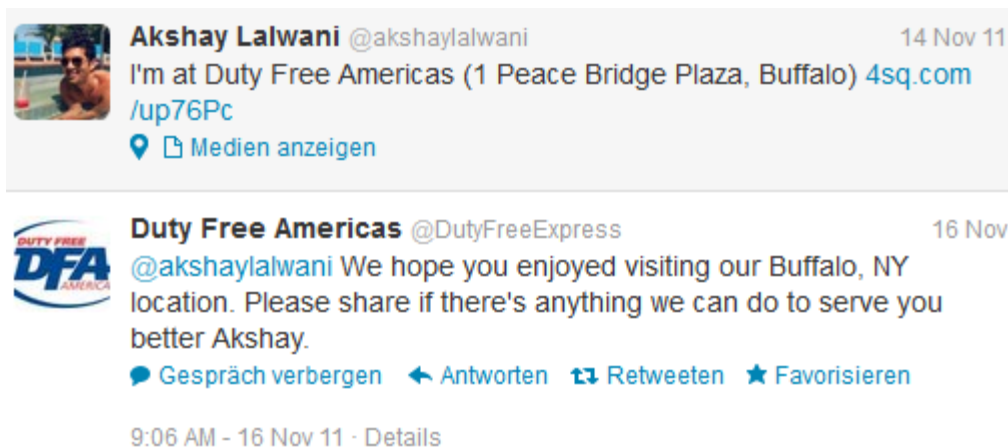 Akshay Lalwani @akshaylalwani 14 Nov 11
I'm at Duty Free Americas (1 Peace Bridge Plaza, Buffalo) 4sq.com
/up76Pc
Medien anzeigen
DUTY FREE
DFA
AMERICA
Duty Free Americas @DutyFreeExpress 16 Nov
@akshaylalwani We hope you enjoyed visiting our Buffalo, NY
location. Please share if there's anything we can do to serve you
better Akshay.
Gespräch verbergen Antworten Retweeten Favorisieren
9:06 AM - 16 Nov 11 · Details